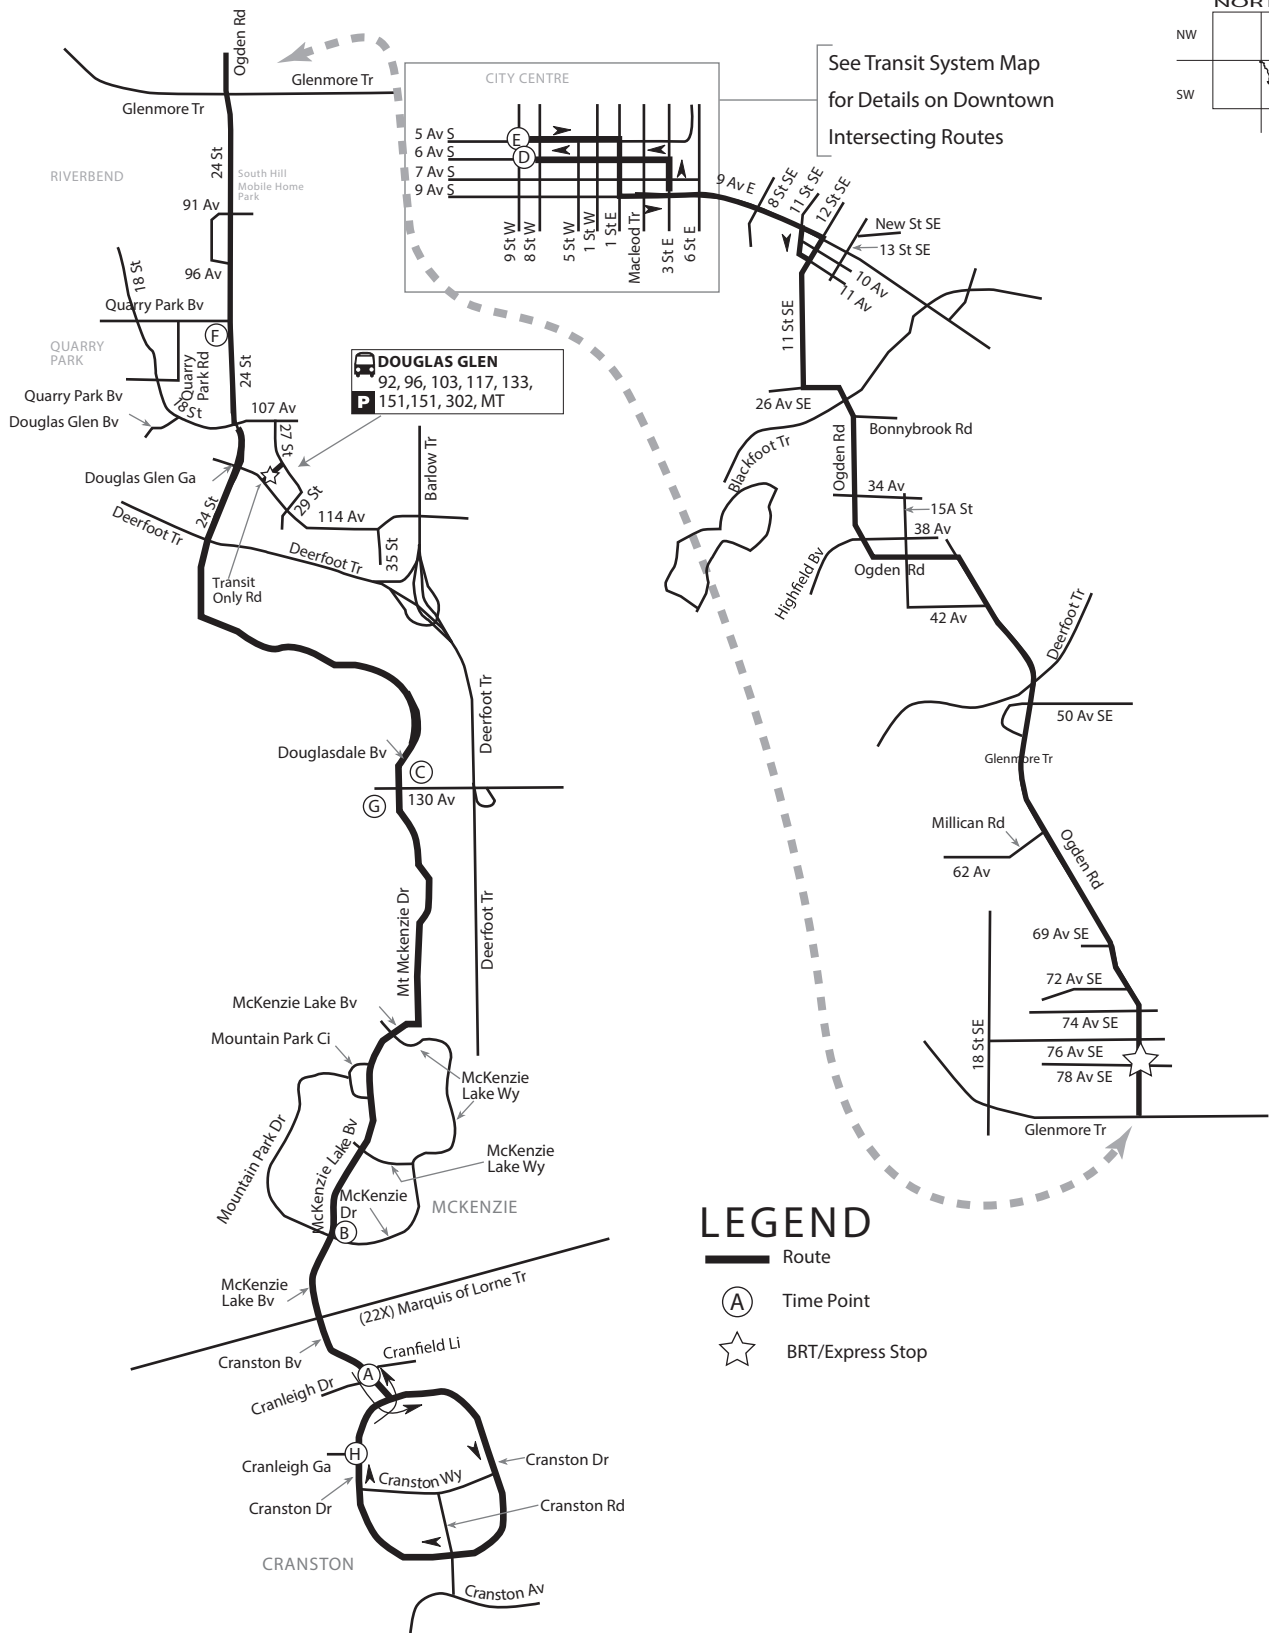 NORT
NW
SW
Ogden Rd
Glenmore Tr
Glenmore Tr
24 St
RIVERBEND
South Hill
Mobile Home
Park
91 Av
96 Av
18 St
Quarry Park Bv
F
QUARRY
PARK
Quarry
Park Rd
24 St
Quarry Park Bv
18 St
107 Av
Douglas Glen Bv
27 St
Douglas Glen Ga
24 St
29 St
114 Av
Deerfoot Tr
Deerfoot Tr
35 St
Barlow Tr
Transit
Only Rd
DOUGLAS GLEN
92, 96, 103, 117, 133,
P 151,151, 302, MT
CITY CENTRE
5 Av S
6 Av S
7 Av S
9 Av S
E
D
9 St W
8 St W
5 St W
1 St W
1 St E
Macleod Tr
3 St E
6 St E
See Transit System Map
for Details on Downtown
Intersecting Routes
9 Av E
8 St SE
11 St SE
12 St SE
New St SE
13 St SE
10 Av
11 Av
11 St SE
26 Av SE
Bonnybrook Rd
Blackfoot Tr
Ogden Rd
34 Av
15A St
38 Av
Highfield Bv
Ogden Rd
42 Av
Deerfoot Tr
50 Av SE
Glenmore Tr
Millican Rd
62 Av
Ogden Rd
69 Av SE
72 Av SE
74 Av SE
18 St SE
76 Av SE
78 Av SE
Glenmore Tr
Deerfoot Tr
Douglasdale Bv
C
130 Av
G
Deerfoot Tr
Mt Mckenzie Dr
McKenzie Lake Bv
Mountain Park Ci
McKenzie
Lake Wy
Mountain Park Dr
McKenzie Lake Bv
McKenzie
Lake Wy
McKenzie
Dr
MCKENZIE
B
McKenzie
Lake Bv
(22X) Marquis of Lorne Tr
Cranston Bv
Cranfield Li
A
Cranleigh Dr
H
Cranleigh Ga
Cranston Wy
Cranston Dr
Cranston Dr
Cranston Rd
CRANSTON
Cranston Av
LEGEND
Route
A Time Point
BRT/Express Stop